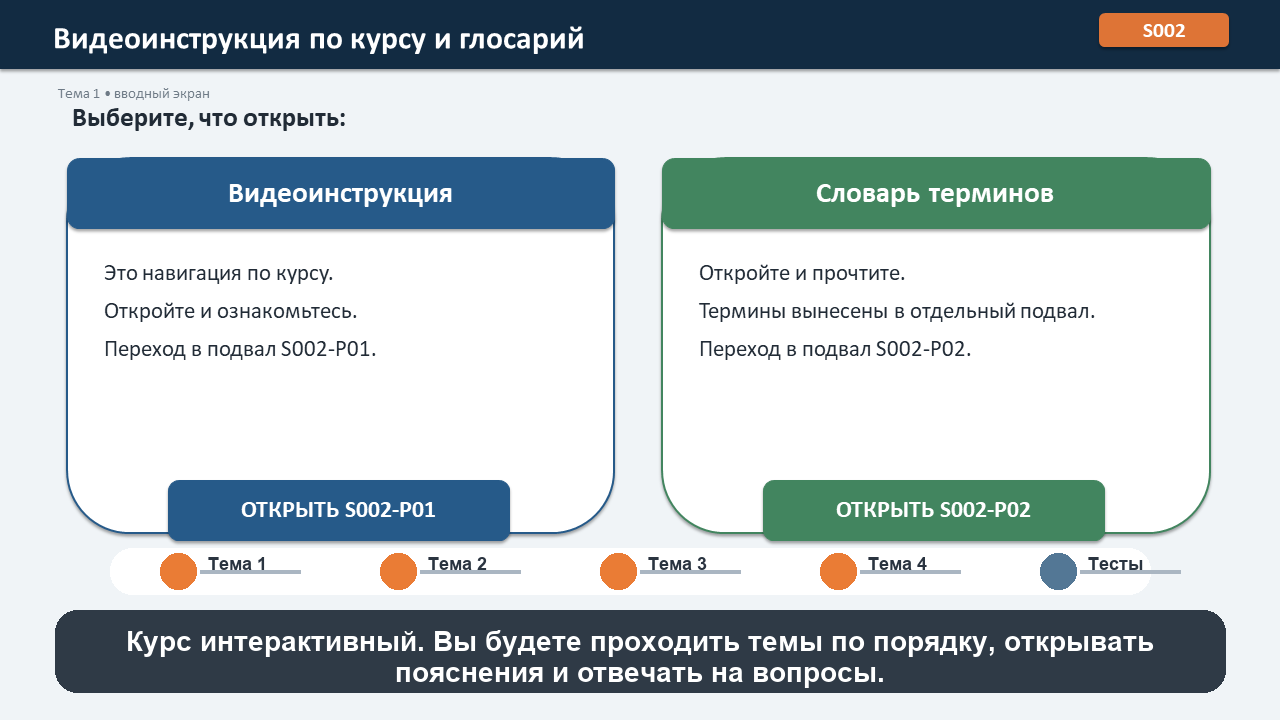 Видеоинструкция по курсу и глосарий
S002
Тема 1 • вводный экран
Выберите, что открыть:
Видеоинструкция
Это навигация по курсу.
Откройте и ознакомьтесь.
Переход в подвал S002-P01.
ОТКРЫТЬ S002-P01
Словарь терминов
Откройте и прочтите.
Термины вынесены в отдельный подвал.
Переход в подвал S002-P02.
ОТКРЫТЬ S002-P02
Тема 1
Тема 2
Тема 3
Тема 4
Тесты
Курс интерактивный. Вы будете проходить темы по порядку, открывать
пояснения и отвечать на вопросы.